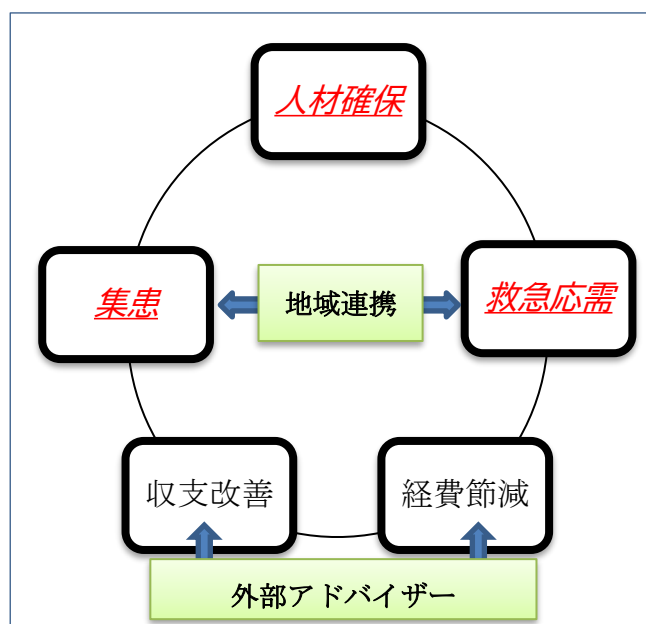 人材確保
集患
地域連携
救急応需
収支改善
経費節減
外部アドバイザー